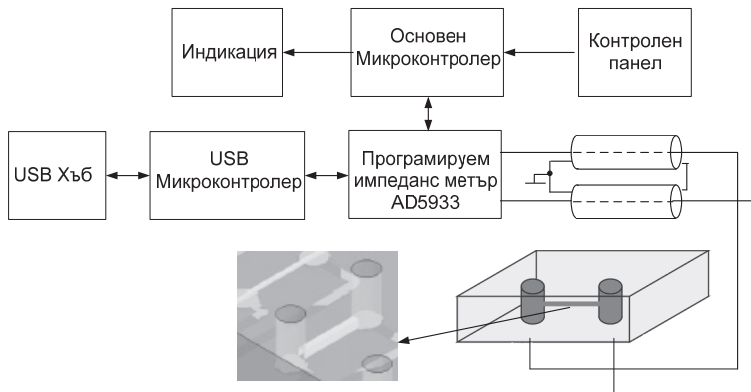 Индикация
Основен
Микроконтролер
Контролен
панел
USB Хъб
USB
Микроконтролер
Програмируем
импеданс метър
AD5933